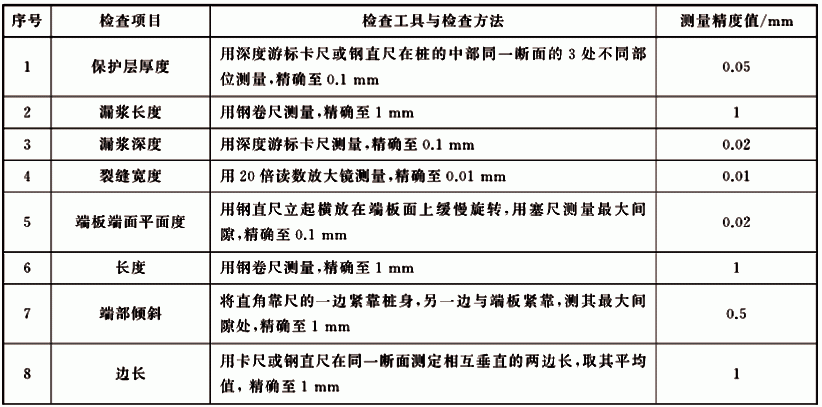 序号 检查项目 检查工具与检查方法 测量精度值/mm
1 保护层厚度 用深度游标卡尺或钢直尺在桩的中部同一断面的 3 处不同部
位测量,精确至 0.1 mm 0.05
2 漏浆长度 用钢卷尺测量,精确至 1 mm 1
3 漏浆深度 用深度游标卡尺测量,精确至 0.1 mm 0.02
4 裂缝宽度 用 20 倍读数放大镜测量,精确至 0.01 mm 0.01
5 端板端面平面度 用钢直尺立起横放在端板面上缓慢旋转,用塞尺测量最大间
隙,精确至 0.1 mm 0.02
6 长度 用钢卷尺测量,精确至 1 mm 1
7 端部倾斜 将直角靠尺的一边紧靠桩身,另一边与端板紧靠,测其最大间
隙处,精确至 1 mm 0.5
8 边长 用卡尺或钢直尺在同一断面测定相互垂直的两边长,取其平均
值, 精确至 1 mm 1